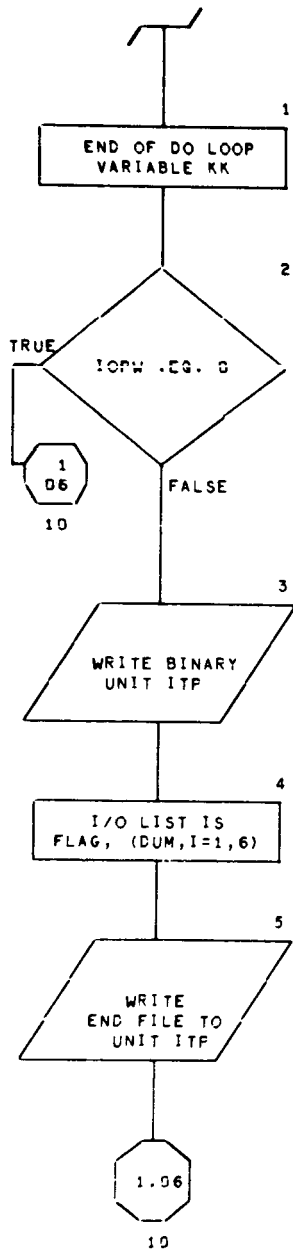 1
END OF DO LOOP
VARIABLE KK
2
TRUE
IOPW .EQ. 0
1
06
10
FALSE
3
WRITE BINARY
UNIT ITP
4
I/O LIST IS
FLAG, (DUM,I=1,6)
5
WRITE
END FILE TO
UNIT ITP
1.06
10